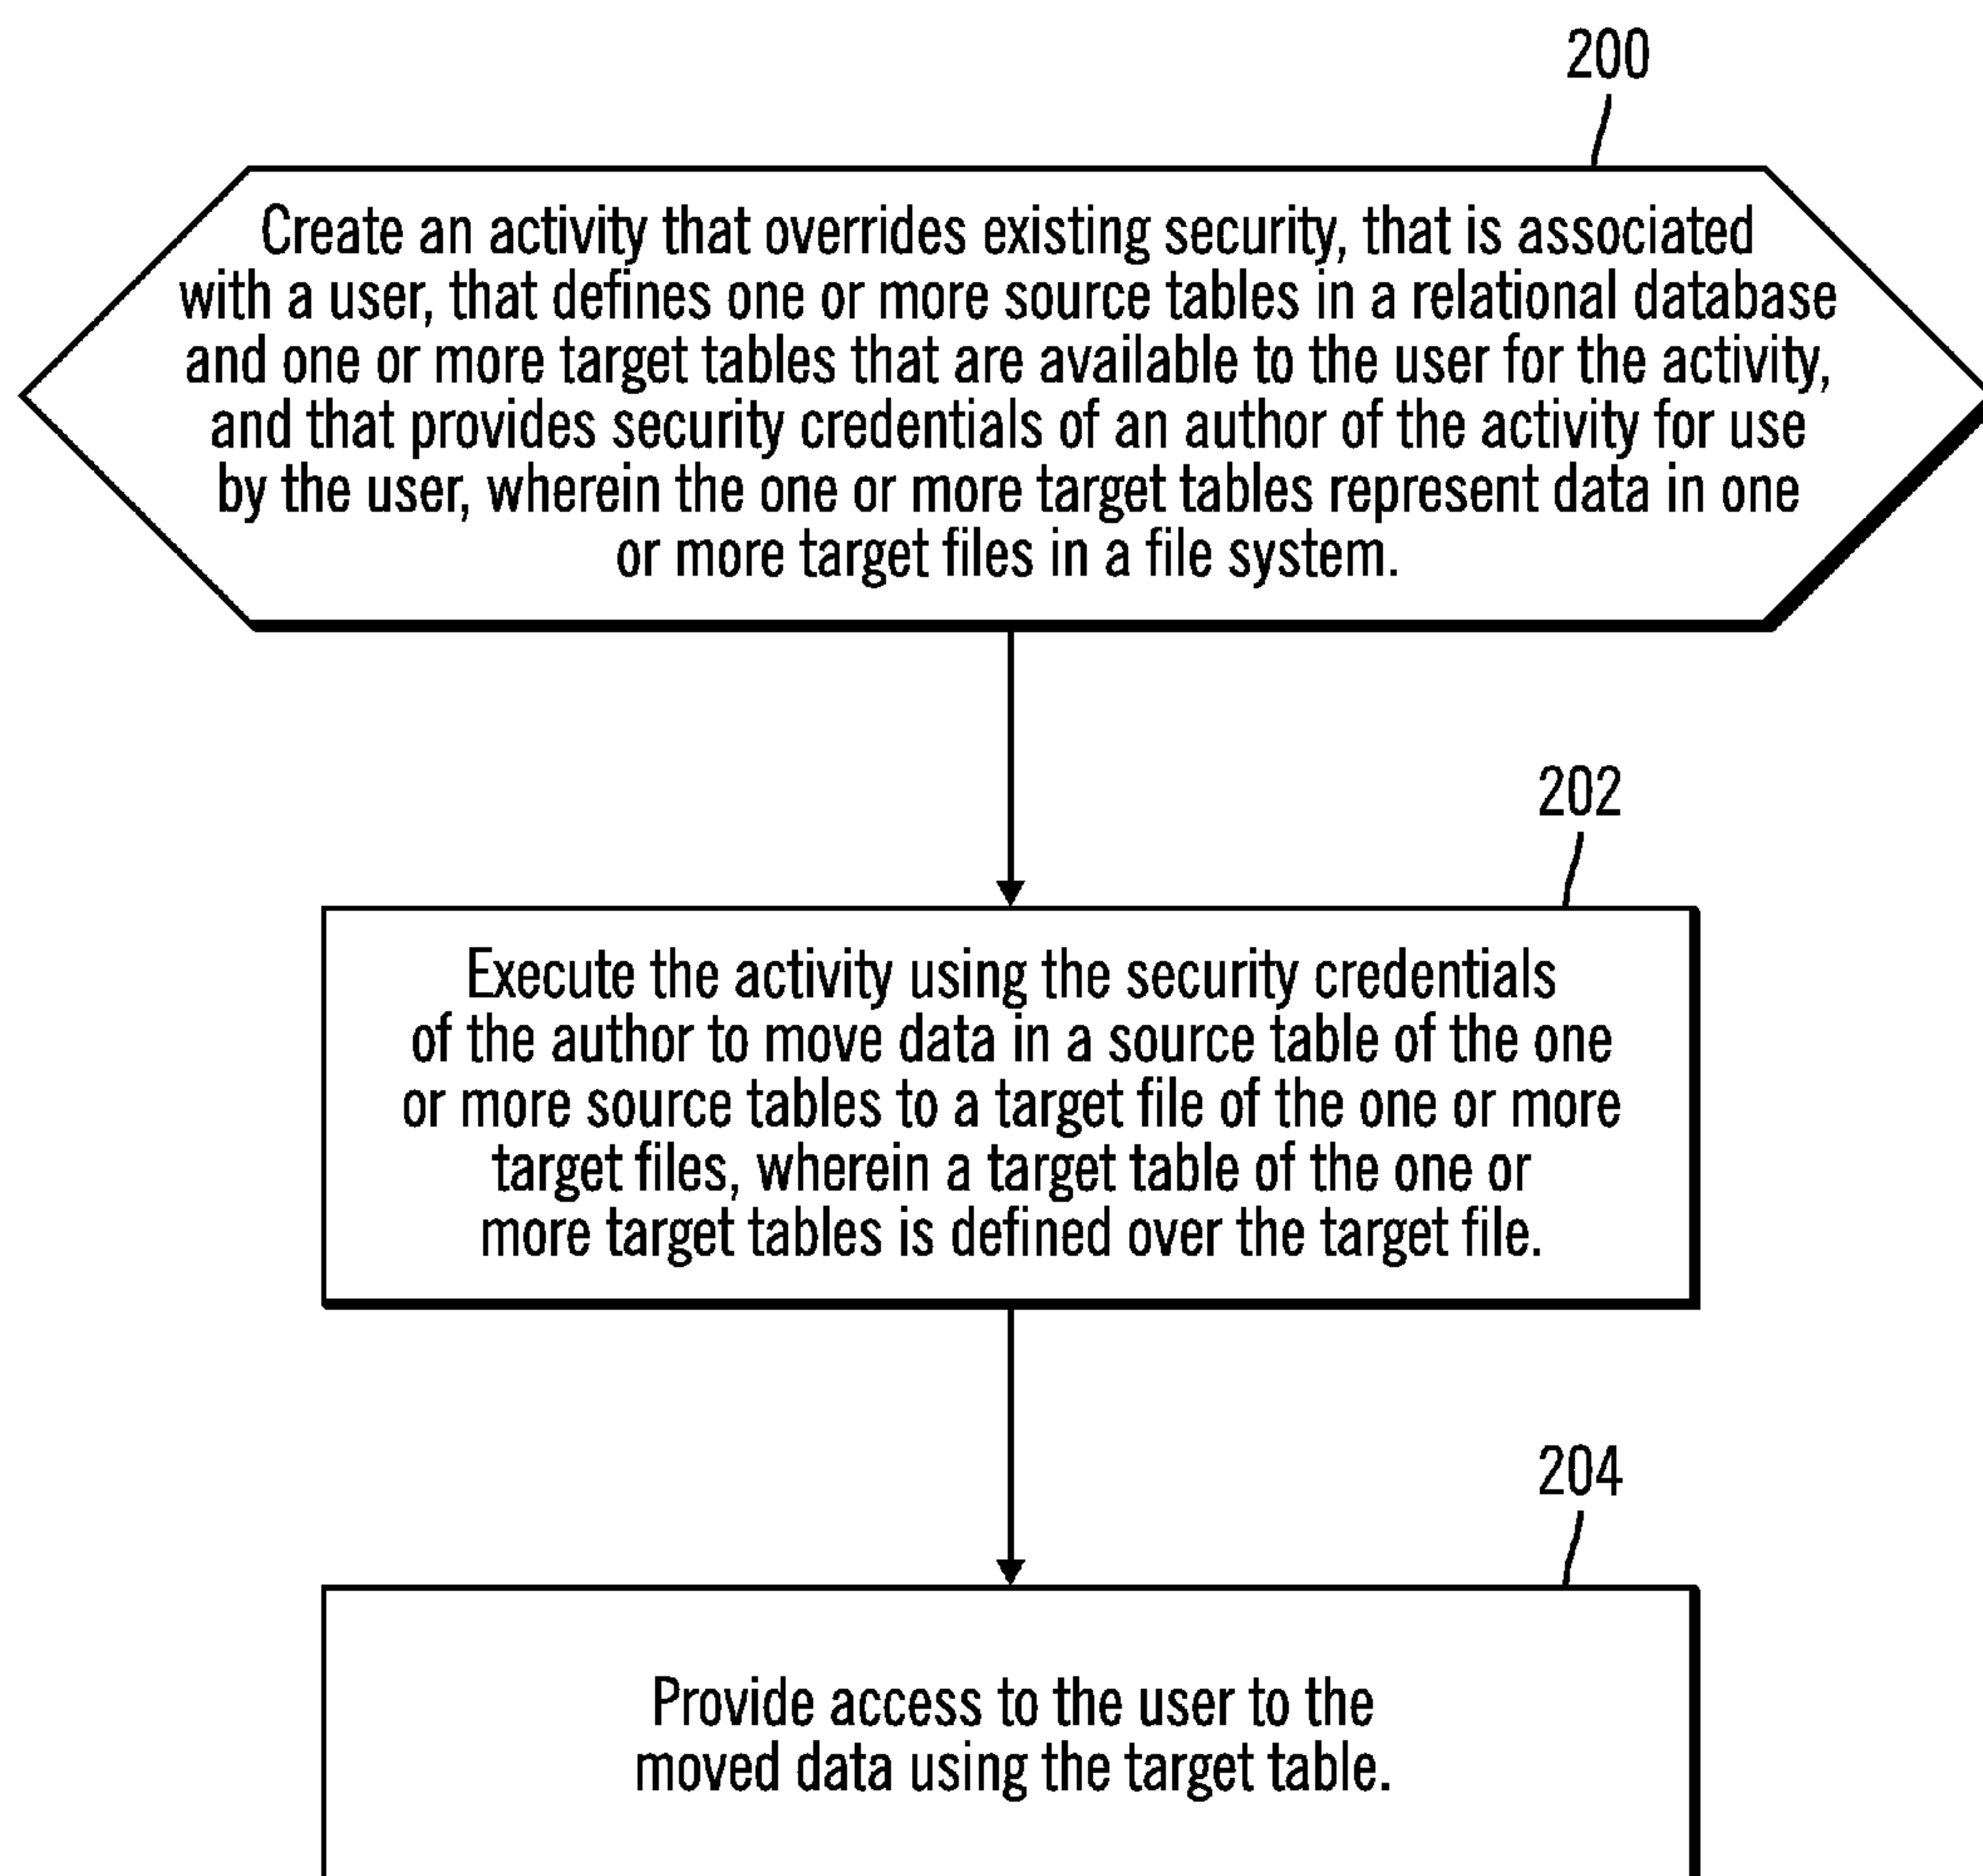 200
Create an activity that overrides existing security, that is associated
with a user, that defines one or more source tables in a relational database
and one or more target tables that are available to the user for the activity,
and that provides security credentials of an author of the activity for use
by the user, wherein the one or more target tables represent data in one
or more target files in a file system.
202
Execute the activity using the security credentials
of the author to move data in a source table of the one
or more source tables to a target file of the one or more
target files, wherein a target table of the one or
more target tables is defined over the target file.
204
Provide access to the user to the
moved data using the target table.